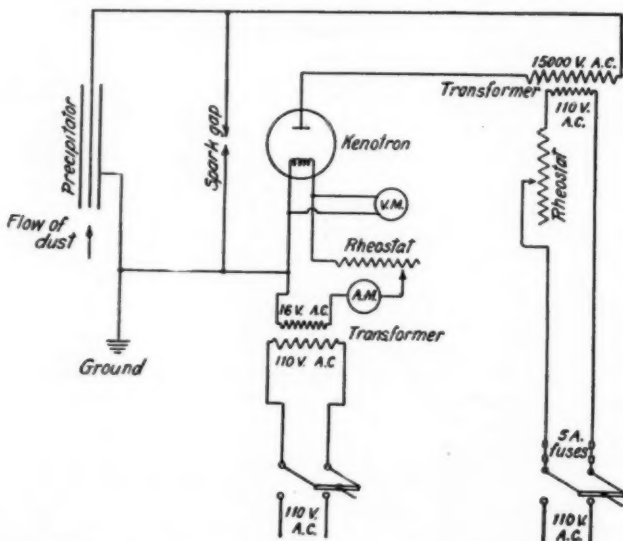 15000 V. A.C.
Transformer
110 V.
A.C.
Precipitator
Spark gap
Kenotron
Rheostat
V.M.
Flow of
dust
Rheostat
A.M.
16 V. A.C.
Transformer
110 V. A.C
Ground
5 A.
fuses
110 V.
A.C.
110 V.
A.C.